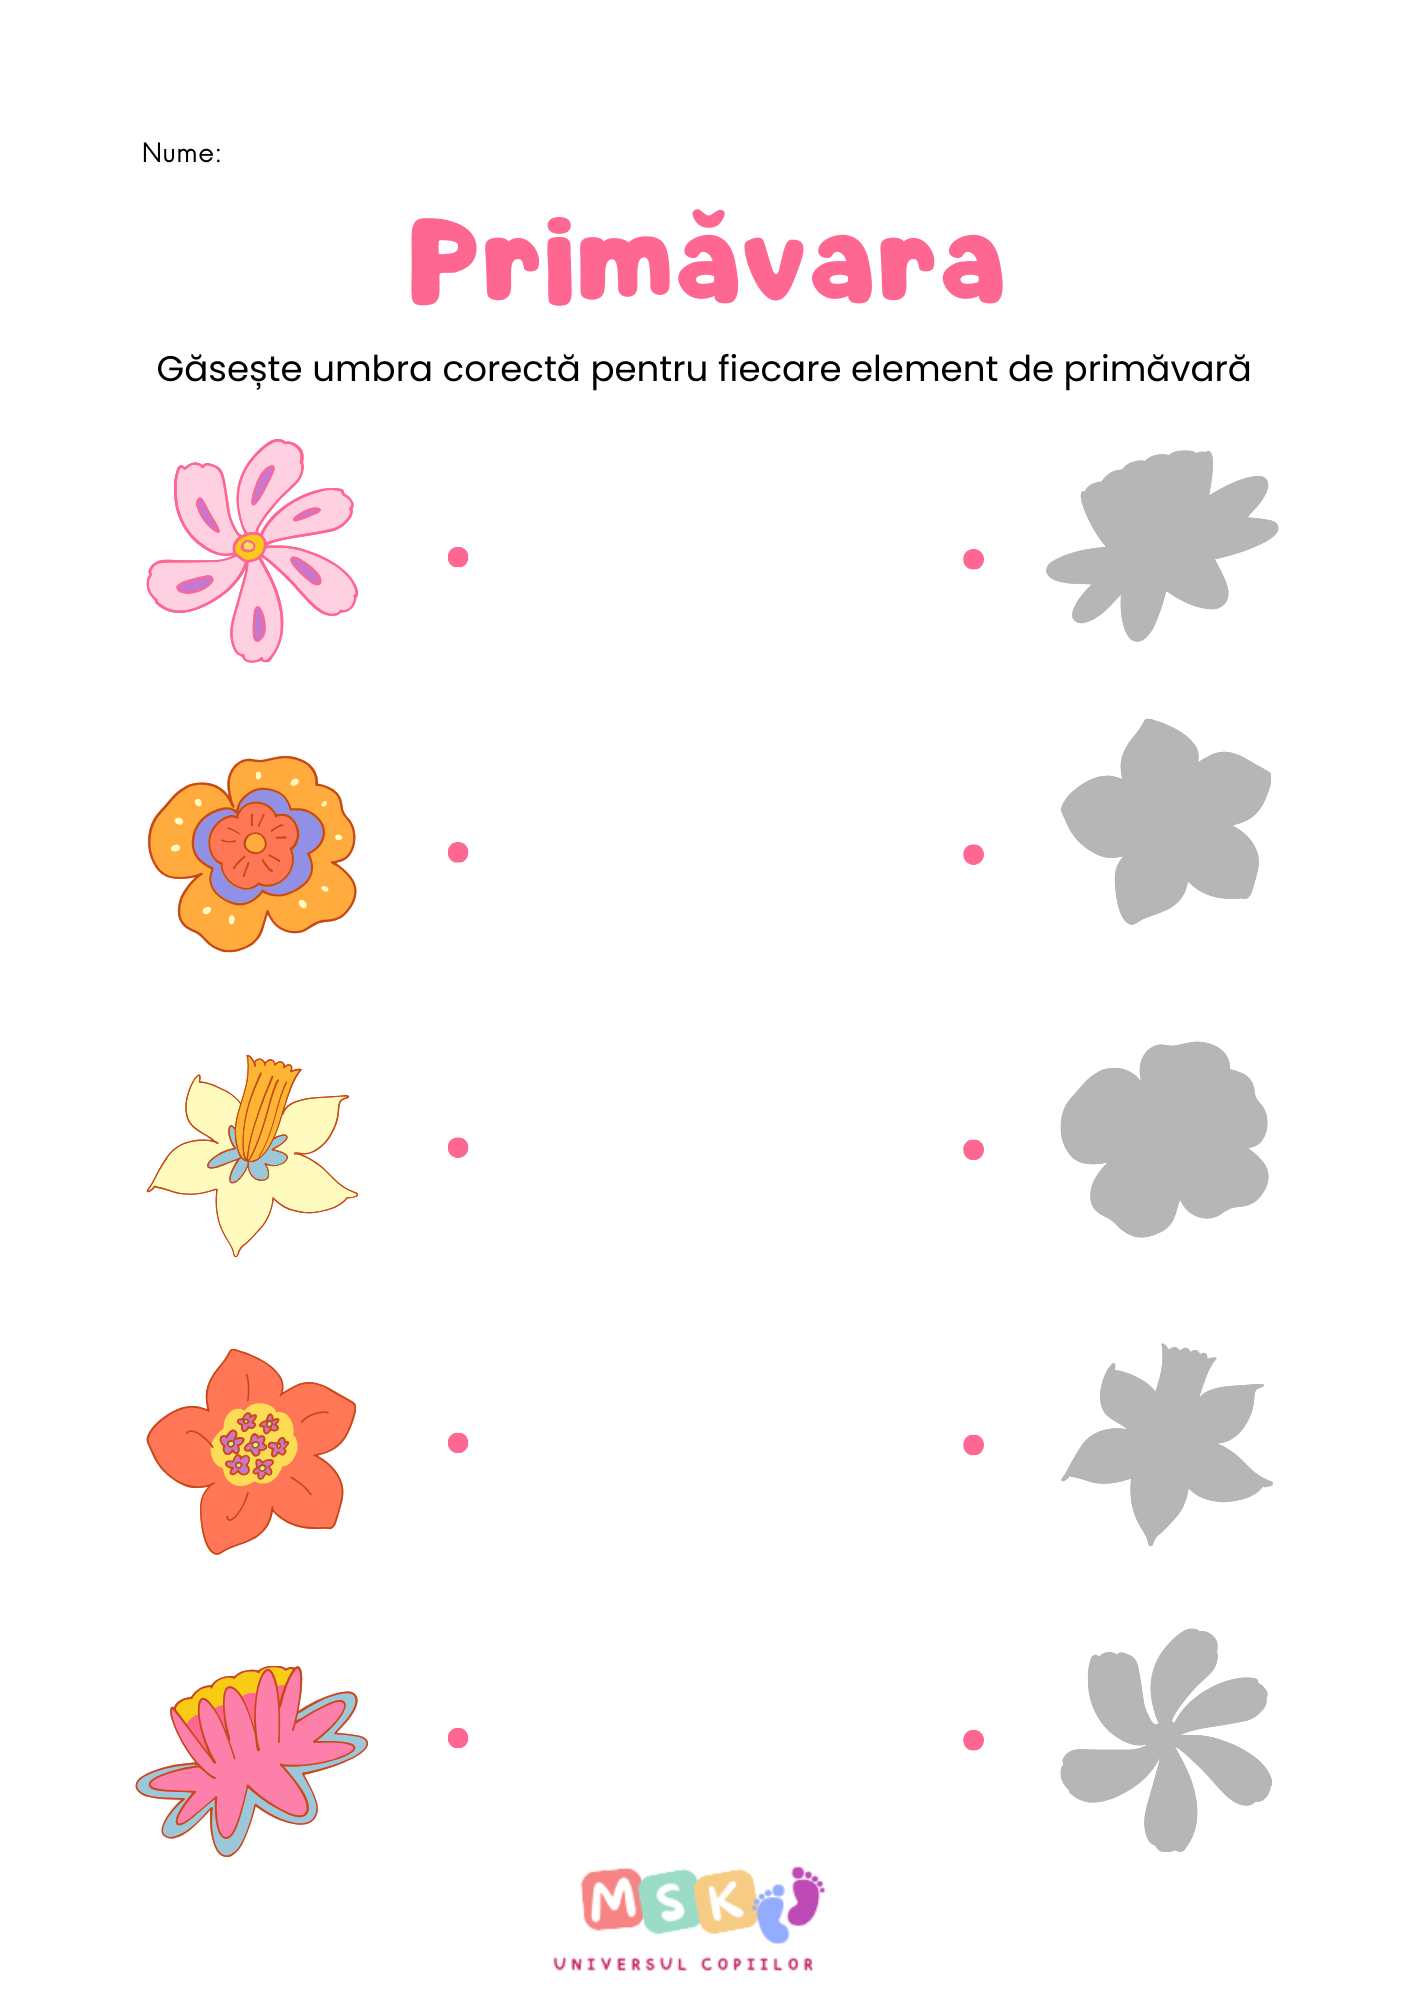 Nume:
Primăvara
Găsește umbra corectă pentru fiecare element de primăvară
MSK
UNIVERSUL COPIILOR